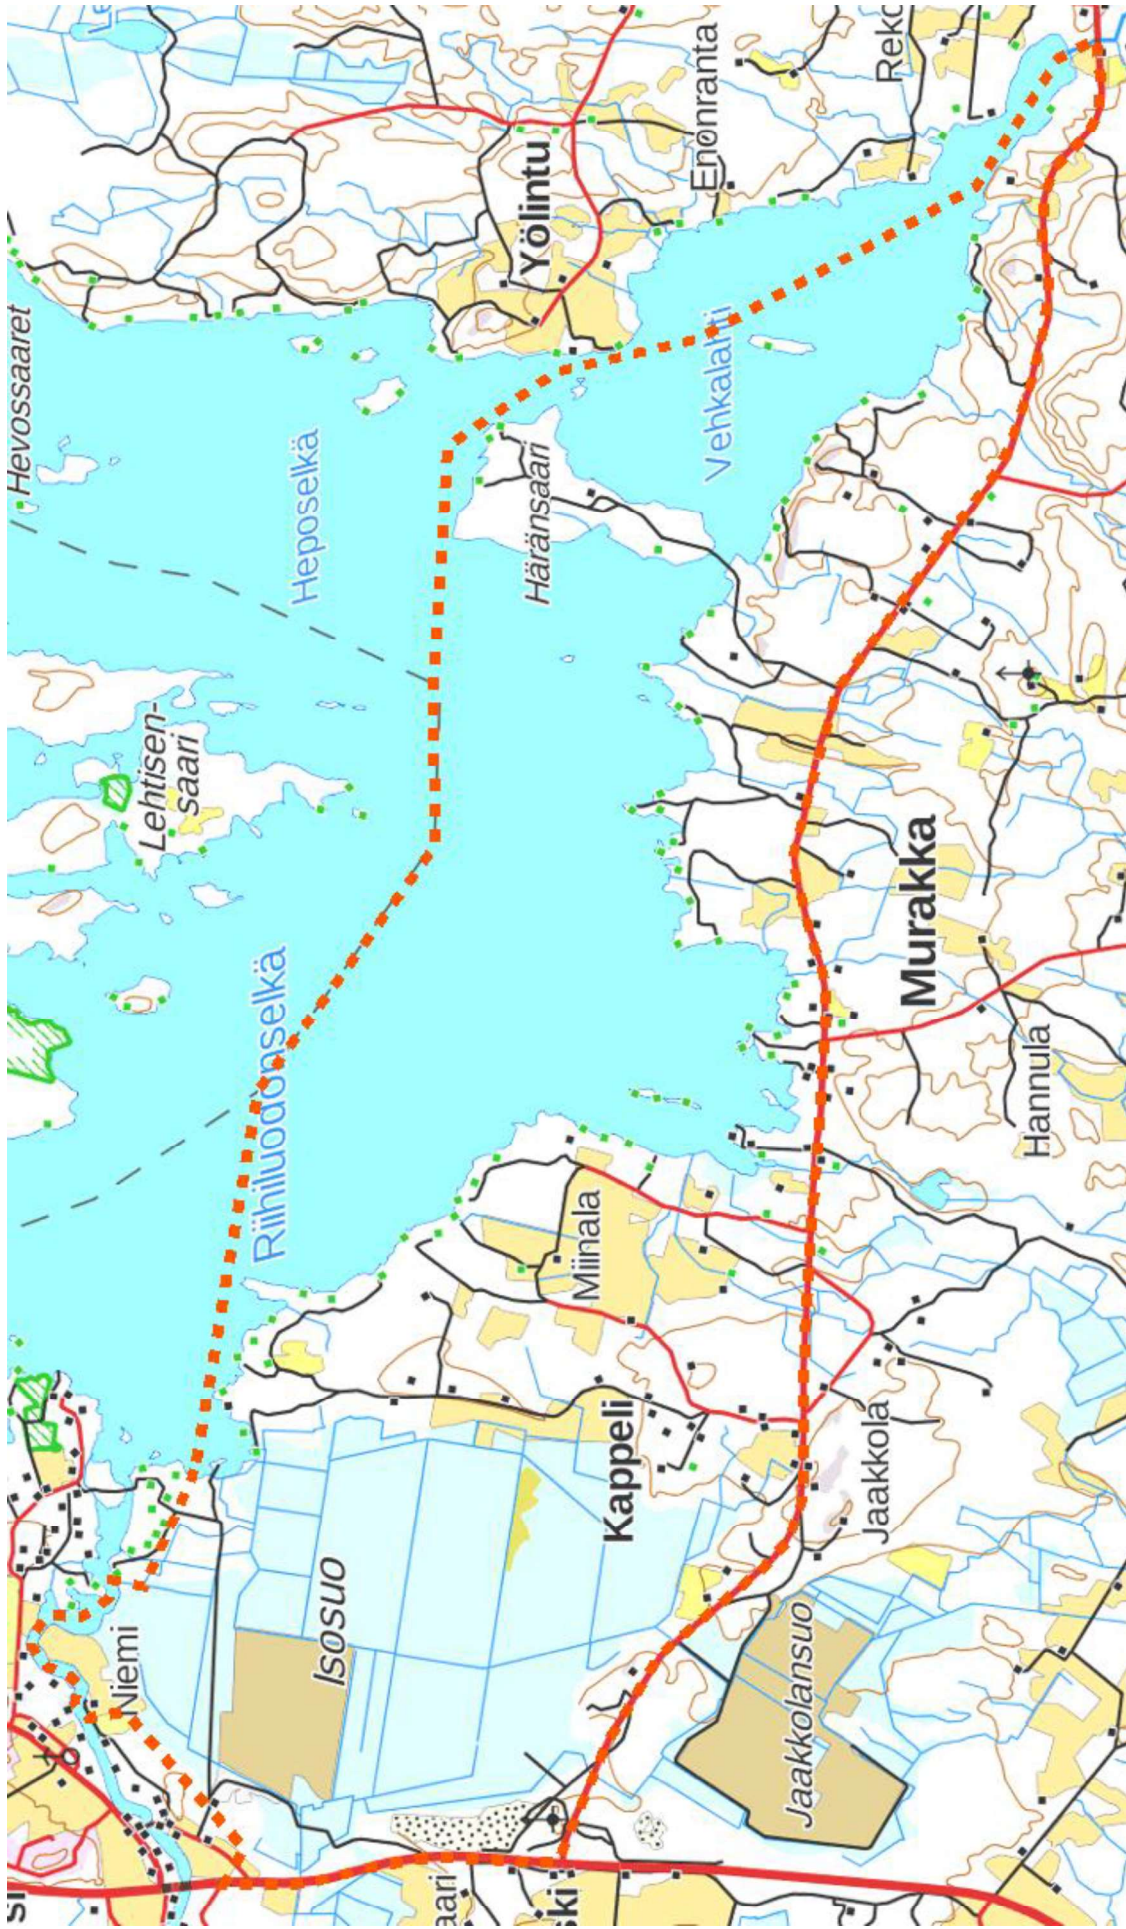 Hevossaaret
Heposelkä
Lehtisen-
saari
Riihiluodonselkä
Yölintu
Enonranta
Häränsaari
Vehkalahti
Miinala
Murakka
Hannula
Kappeli
Jaakkola
Isosuo
Jaakkolansuo
Niemi